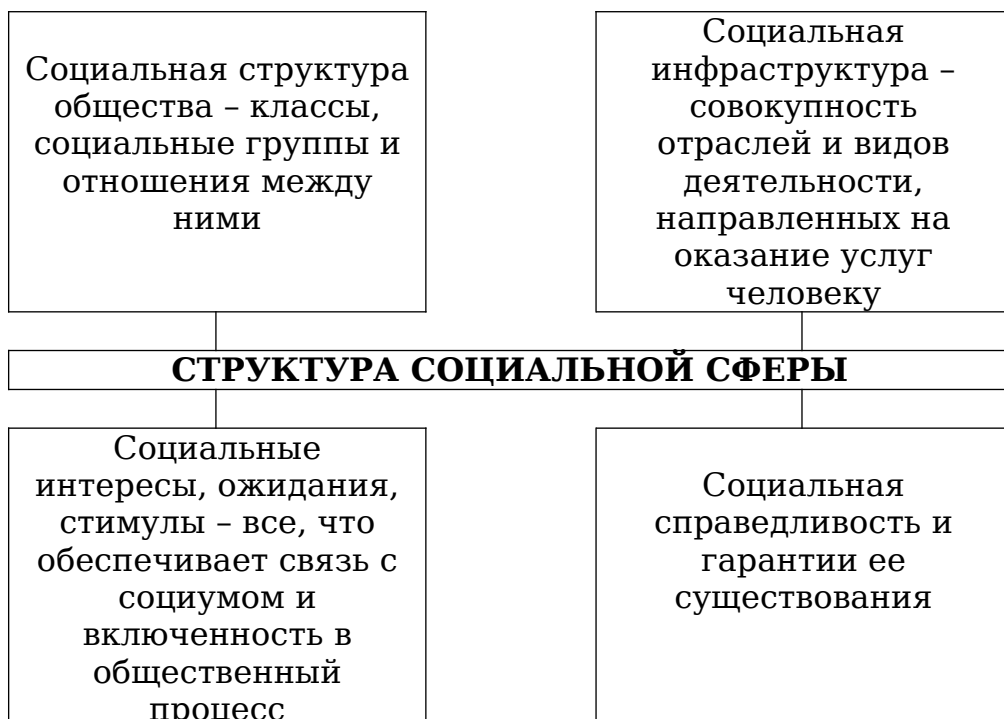 Социальная структура
общества – классы,
социальные группы и
отношения между
ними
Социальная
инфраструктура –
совокупность
отраслей и видов
деятельности,
направленных на
оказание услуг
человеку
СТРУКТУРА СОЦИАЛЬНОЙ СФЕРЫ
Социальные
интересы, ожидания,
стимулы – все, что
обеспечивает связь с
социумом и
включенность в
общественный
процесс
Социальная
справедливость и
гарантии ее
существования